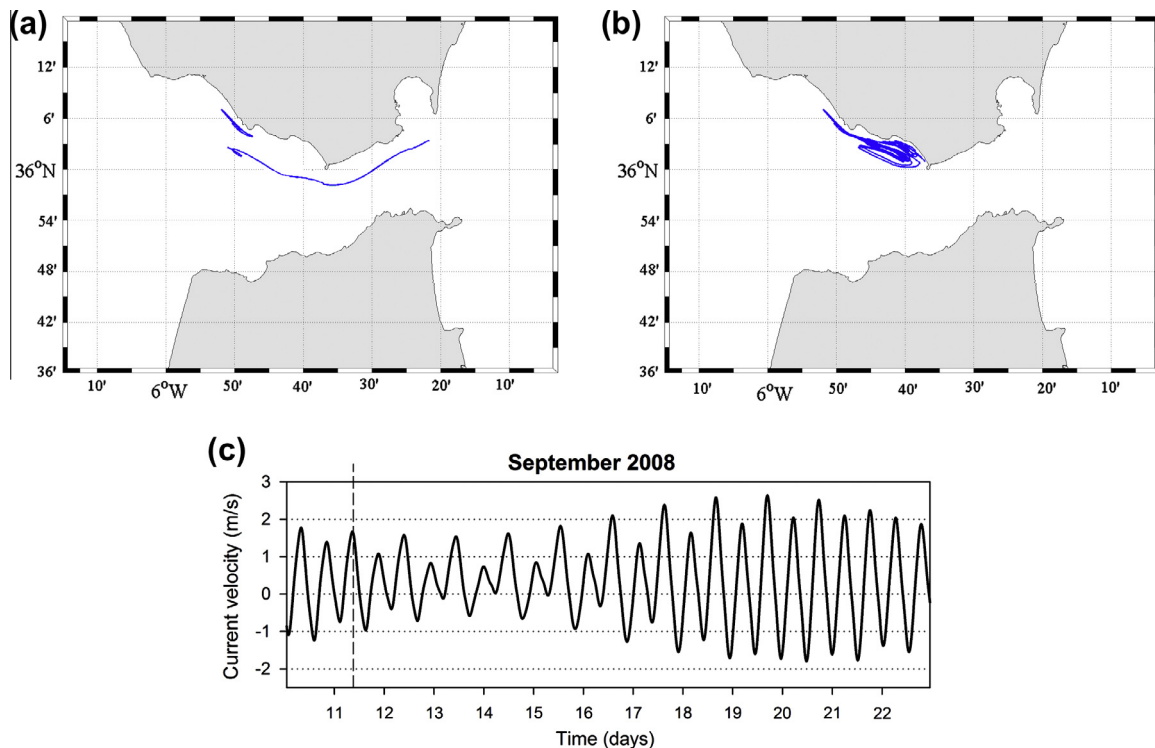 (a)
12'
6'
36°N
54'
48'
42'
36'
10' 6°W 50' 40' 30' 20' 10'
(b)
12'
6'
36°N
54'
48'
42'
36'
10' 6°W 50' 40' 30' 20' 10'
(c)
September 2008
Current velocity (m/s)
3
2
1
0
-1
-2
11 12 13 14 15 16 17 18 19 20 21 22
Time (days)